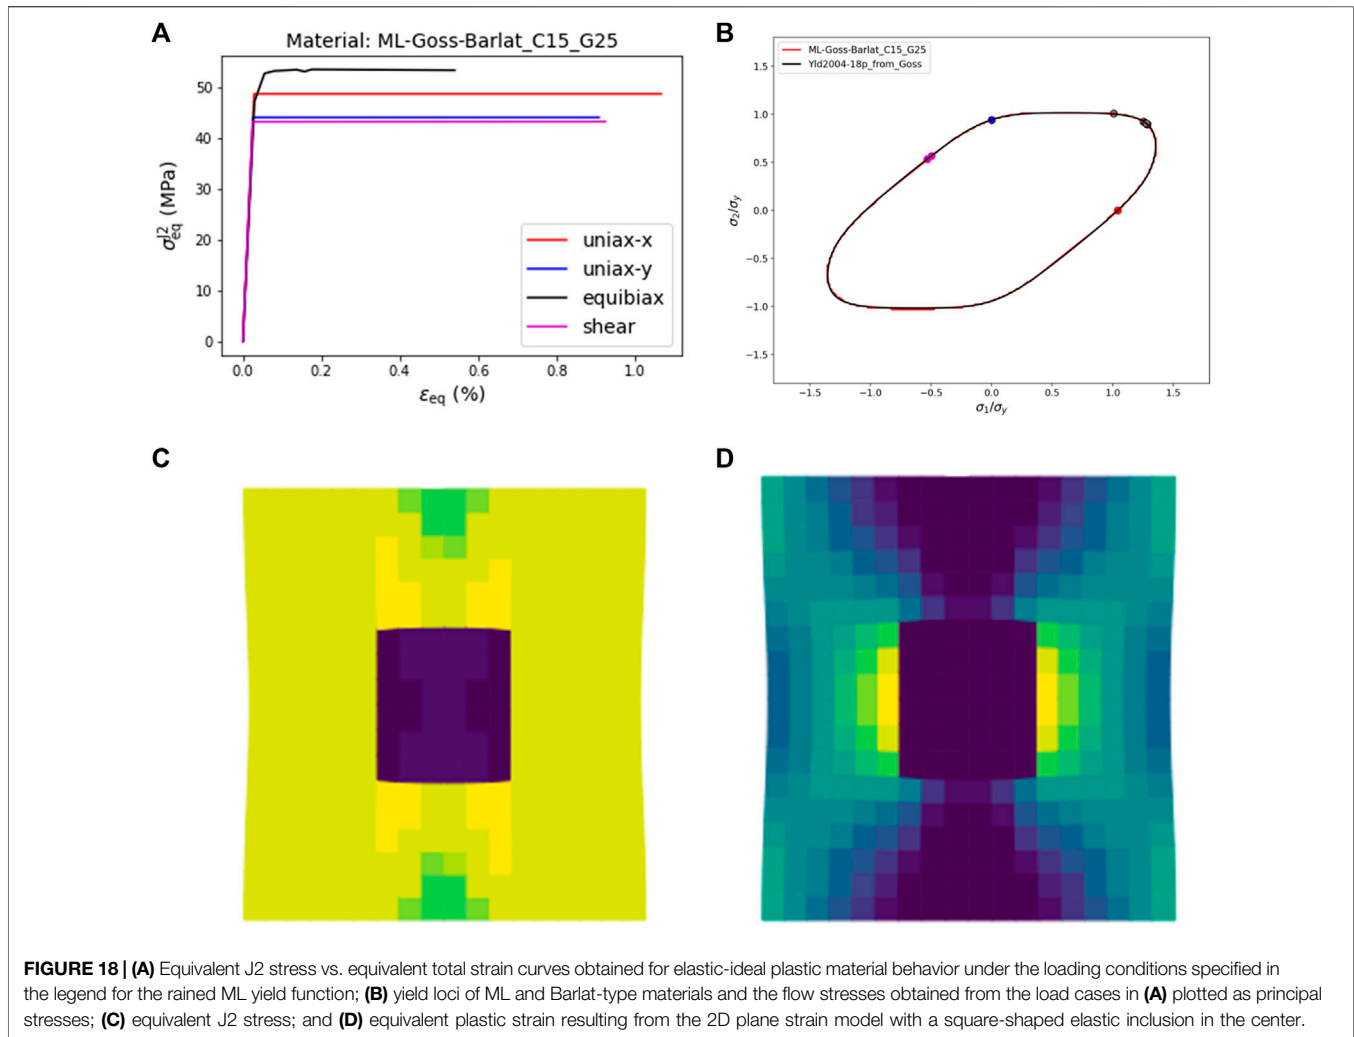 A
Material: ML-Goss-Barlat_C15_G25
σ_eq^J2 (MPa)
50
40
30
20
10
0
uniax-x
uniax-y
equibiax
shear
0.0 0.2 0.4 0.6 0.8 1.0
ε_eq (%)
B
ML-Goss-Barlat_C15_G25
Yld2004-18p_from_Goss
σ₂/σ_y
1.5
1.0
0.5
0.0
−0.5
−1.0
−1.5
−1.5 −1.0 −0.5 0.0 0.5 1.0 1.5
σ₁/σ_y
C
D
FIGURE 18 | (A) Equivalent J2 stress vs. equivalent total strain curves obtained for elastic-ideal plastic material behavior under the loading conditions specified in
the legend for the rained ML yield function; (B) yield loci of ML and Barlat-type materials and the flow stresses obtained from the load cases in (A) plotted as principal
stresses; (C) equivalent J2 stress; and (D) equivalent plastic strain resulting from the 2D plane strain model with a square-shaped elastic inclusion in the center.